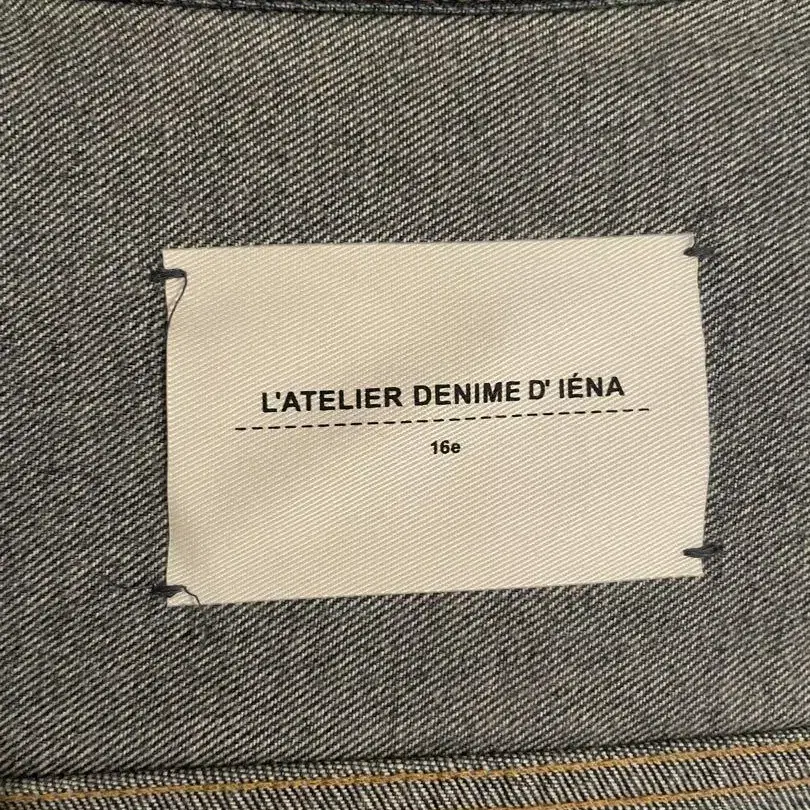 L'ATELIER DENIME D' IÉNA
16e